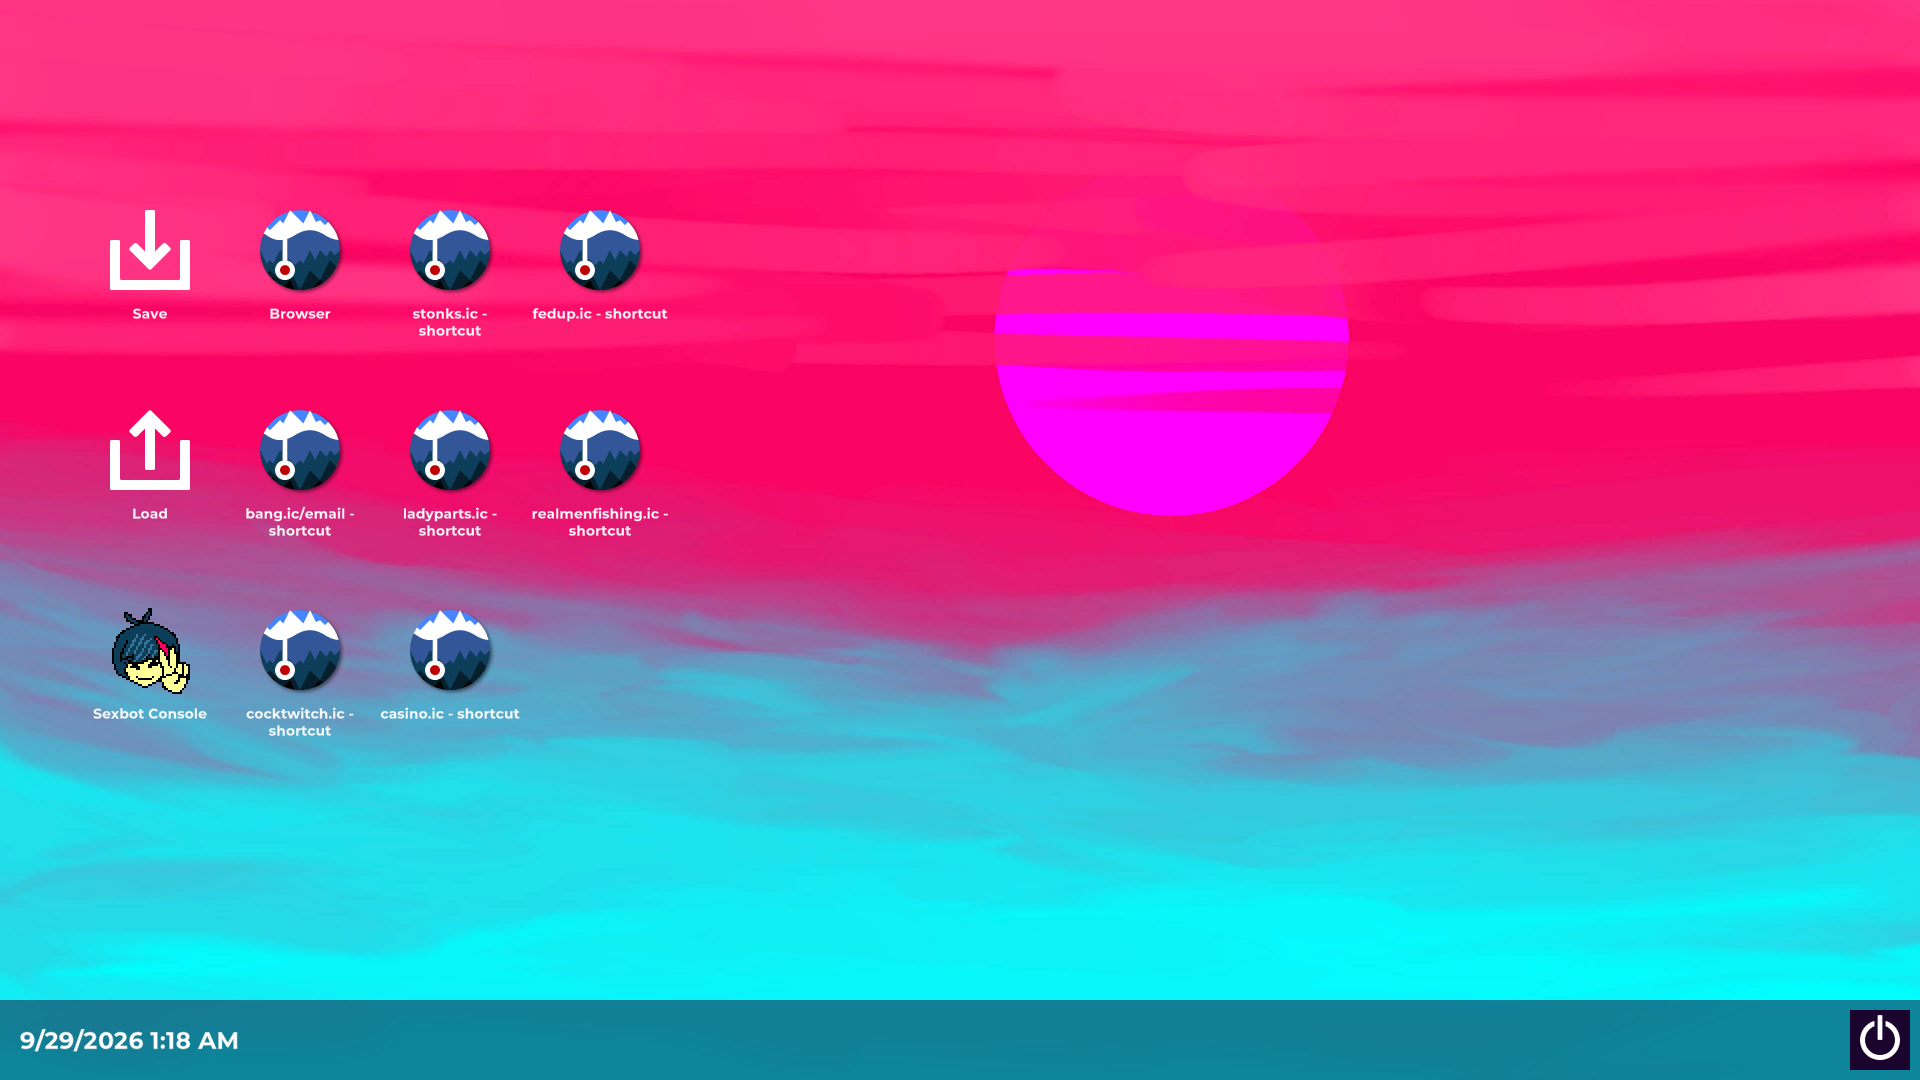 Save
Browser
stonks.ic -
shortcut
fedup.ic - shortcut
Load
bang.ic/email -
shortcut
ladyparts.ic -
shortcut
realmenfishing.ic -
shortcut
Sexbot Console
cocktwitch.ic -
shortcut
casino.ic - shortcut
9/29/2026 1:18 AM